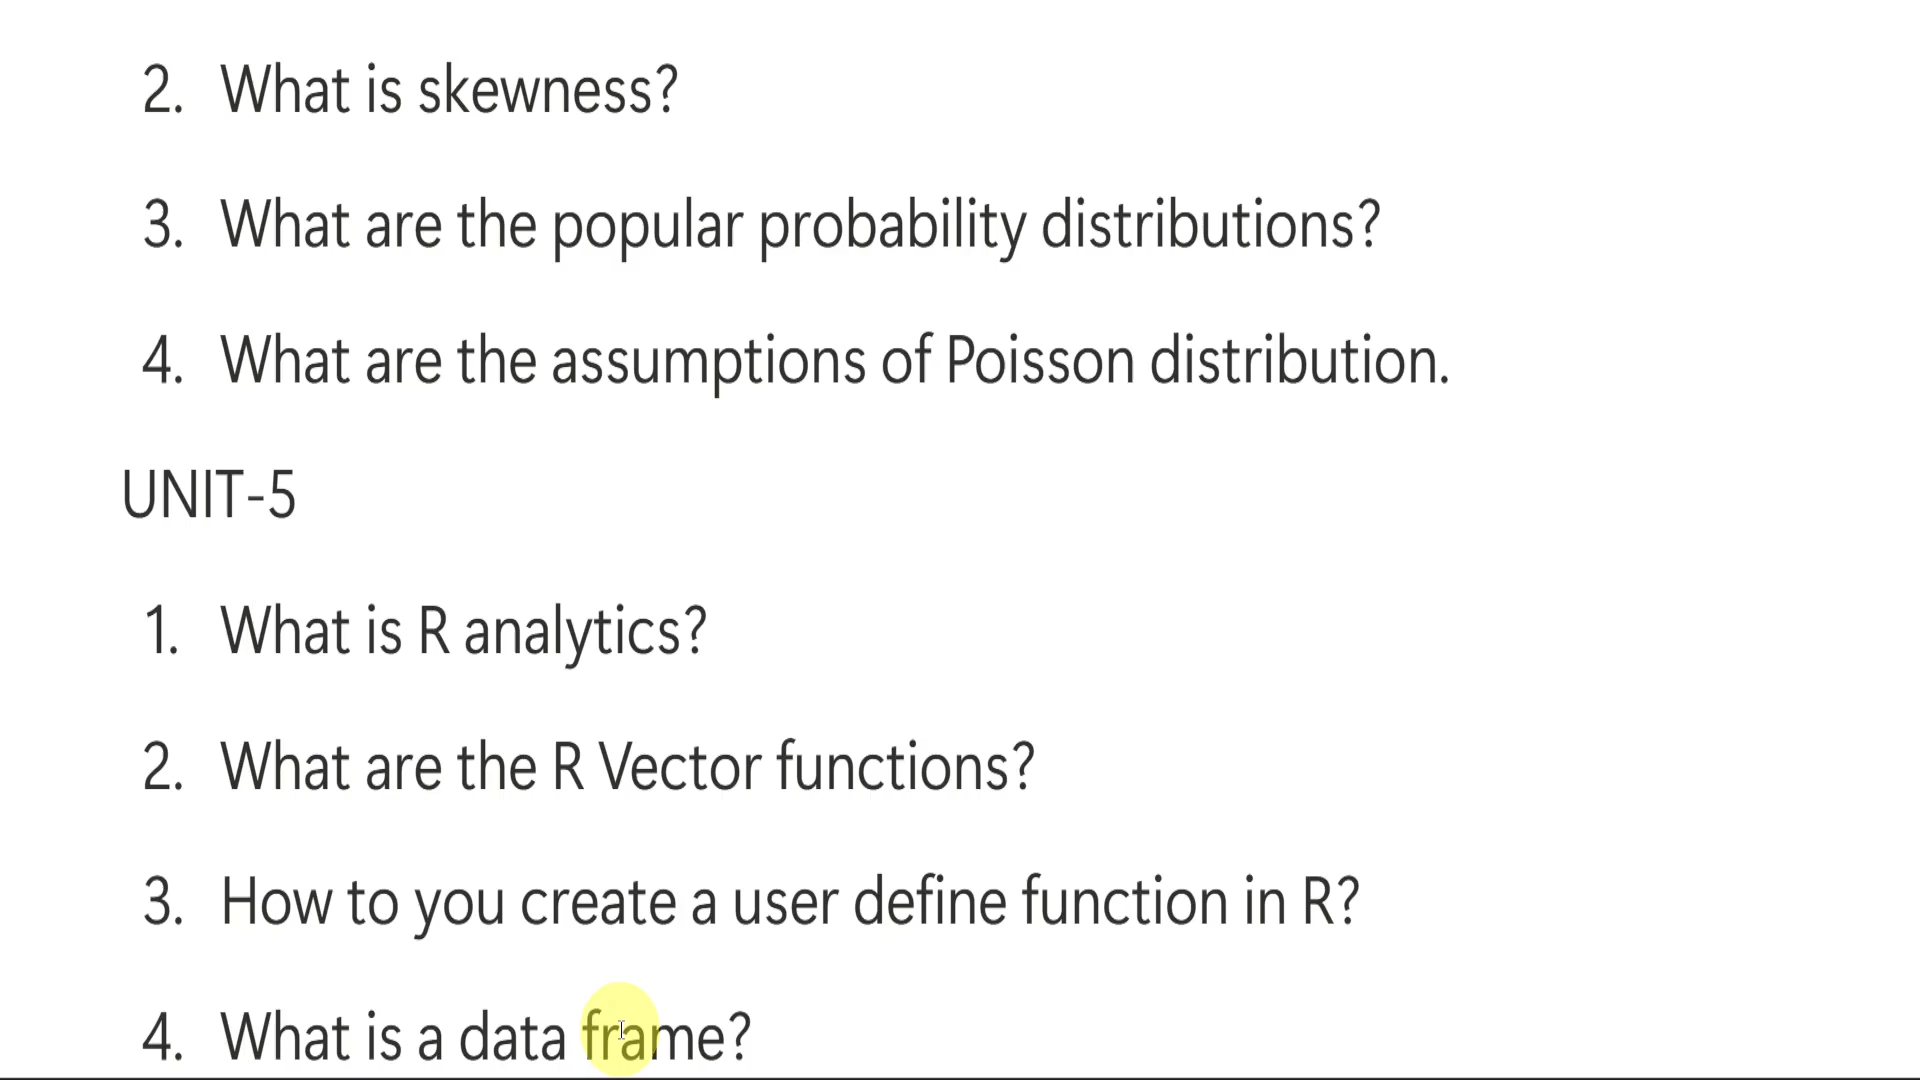 2. What is skewness?
3. What are the popular probability distributions?
4. What are the assumptions of Poisson distribution.
UNIT-5
1. What is R analytics?
2. What are the R Vector functions?
3. How to you create a user define function in R?
4. What is a data frame?